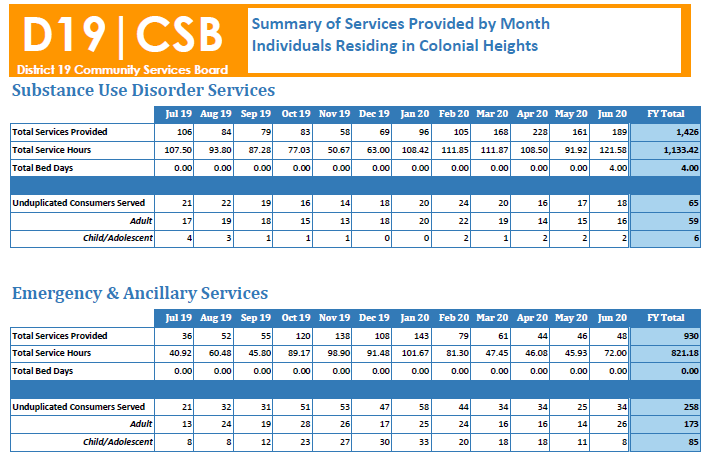 D19|CSB
District 19 Community Services Board
Summary of Services Provided by Month
Individuals Residing in Colonial Heights
Substance Use Disorder Services
Jul 19 Aug 19 Sep 19 Oct 19 Nov 19 Dec 19 Jan 20 Feb 20 Mar 20 Apr 20 May 20 Jun 20 FY Total
Total Services Provided 106 84 79 83 58 69 96 105 168 228 161 189 1,426
Total Service Hours 107.50 93.80 87.28 77.03 50.67 63.00 108.42 111.85 111.87 108.50 91.92 121.58 1,133.42
Total Bed Days 0.00 0.00 0.00 0.00 0.00 0.00 0.00 0.00 0.00 0.00 0.00 4.00 4.00
Unduplicated Consumers Served 21 22 19 16 14 18 20 24 20 16 17 18 65
Adult 17 19 18 15 13 18 20 22 19 14 15 16 59
Child/Adolescent 4 3 1 1 1 0 0 2 1 2 2 2 6
Emergency & Ancillary Services
Jul 19 Aug 19 Sep 19 Oct 19 Nov 19 Dec 19 Jan 20 Feb 20 Mar 20 Apr 20 May 20 Jun 20 FY Total
Total Services Provided 36 52 55 120 138 108 143 79 61 44 46 48 930
Total Service Hours 40.92 60.48 45.80 89.17 98.90 91.48 101.67 81.30 47.45 46.08 45.93 72.00 821.18
Total Bed Days 0.00 0.00 0.00 0.00 0.00 0.00 0.00 0.00 0.00 0.00 0.00 0.00 0.00
Unduplicated Consumers Served 21 32 31 51 53 47 58 44 34 34 25 34 258
Adult 13 24 19 28 26 17 25 24 16 16 14 26 173
Child/Adolescent 8 8 12 23 27 30 33 20 18 18 11 8 85